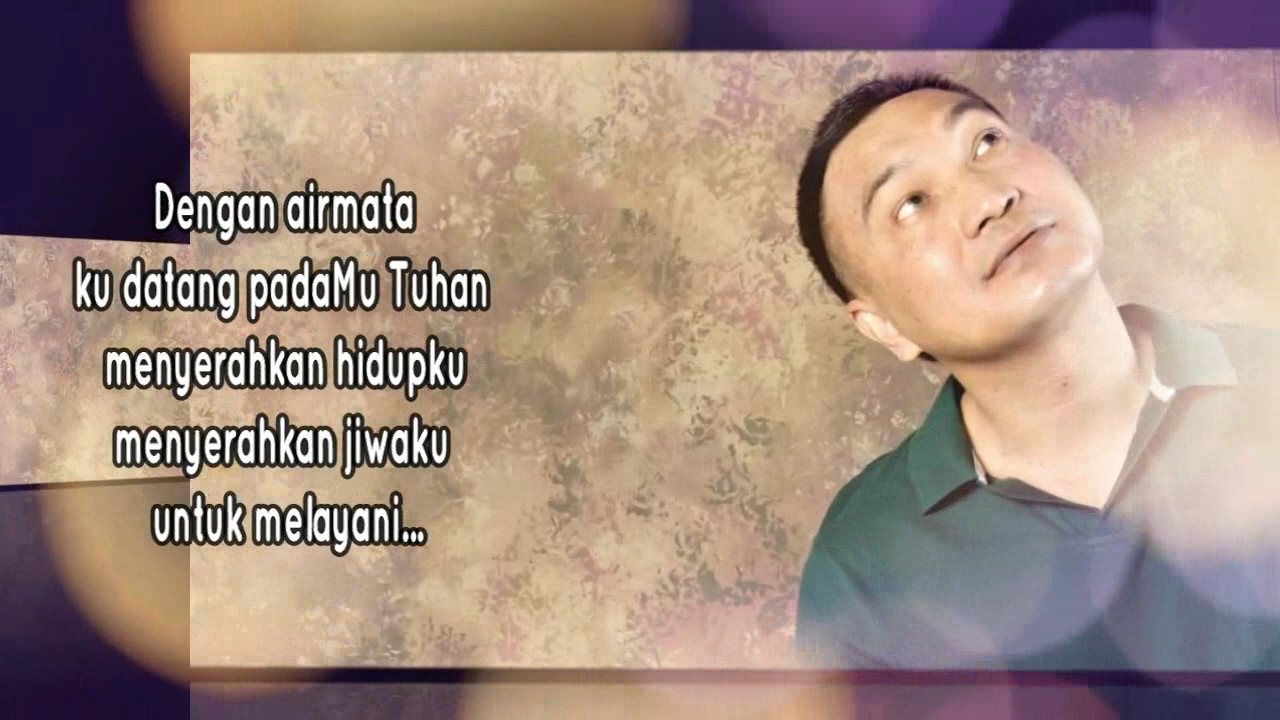 Dengan airmata
ku datang padaMu Tuhan
menyerahkan hidupku
menyerahkan jiwaku
untuk melayani...